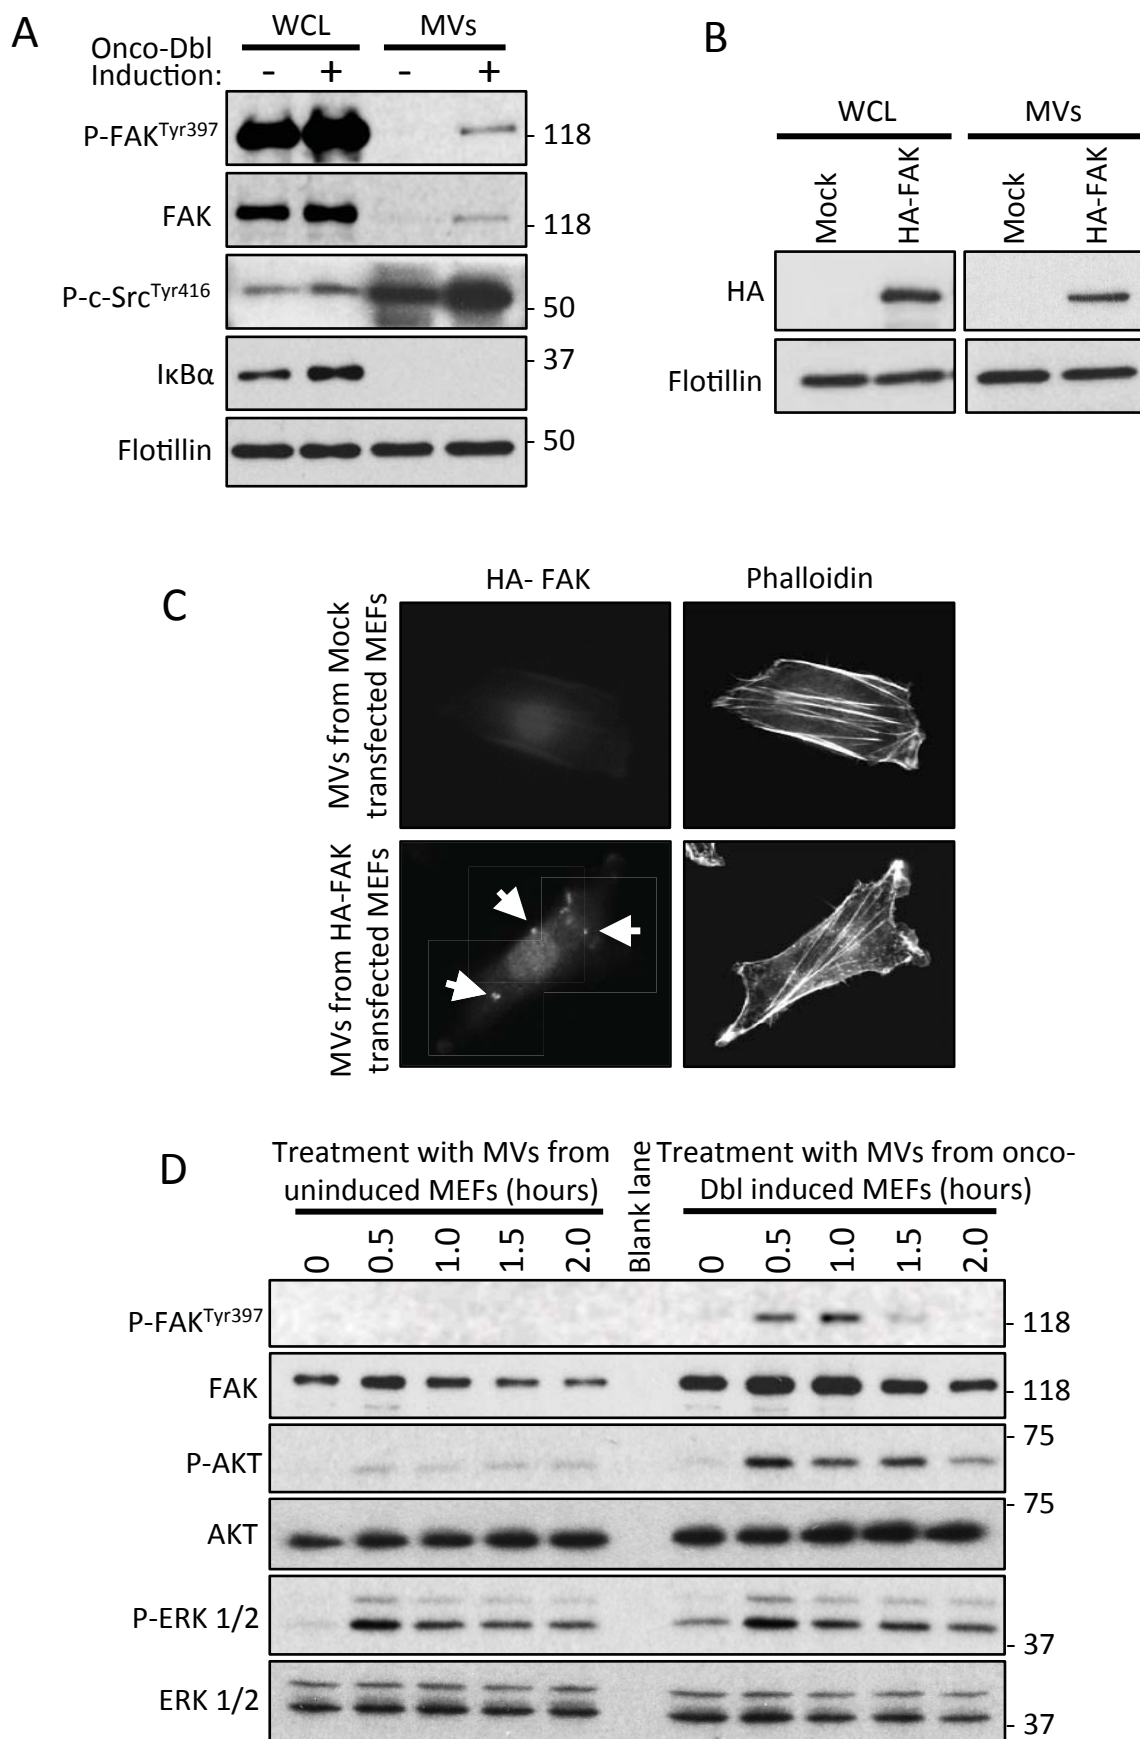 A
WCL MVs
Onco-Dbl
Induction: - + - +
P-FAKTyr397 - 118
FAK - 118
P-c-SrcTyr416 - 50
IκBα - 37
Flotillin - 50
B
WCL MVs
Mock HA-FAK Mock HA-FAK
HA
Flotillin
C
HA- FAK Phalloidin
MVs from Mock
transfected MEFs
MVs from HA-FAK
transfected MEFs
D
Treatment with MVs from
uninduced MEFs (hours)
Blank lane
Treatment with MVs from onco-
Dbl induced MEFs (hours)
0 0.5 1.0 1.5 2.0 0 0.5 1.0 1.5 2.0
P-FAKTyr397 - 118
FAK - 118
P-AKT - 75
AKT - 75
P-ERK 1/2 - 37
ERK 1/2 - 37